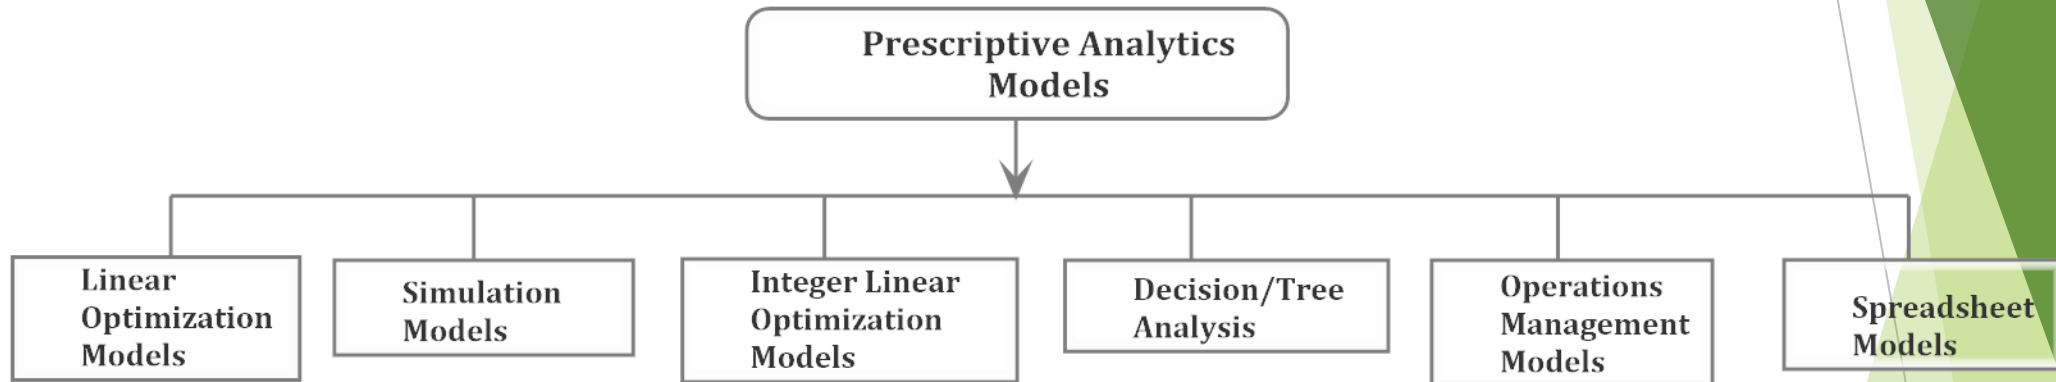 Prescriptive Analytics
Models
Linear
Optimization
Models
Simulation
Models
Integer Linear
Optimization
Models
Decision/Tree
Analysis
Operations
Management
Models
Spreadsheet
Models